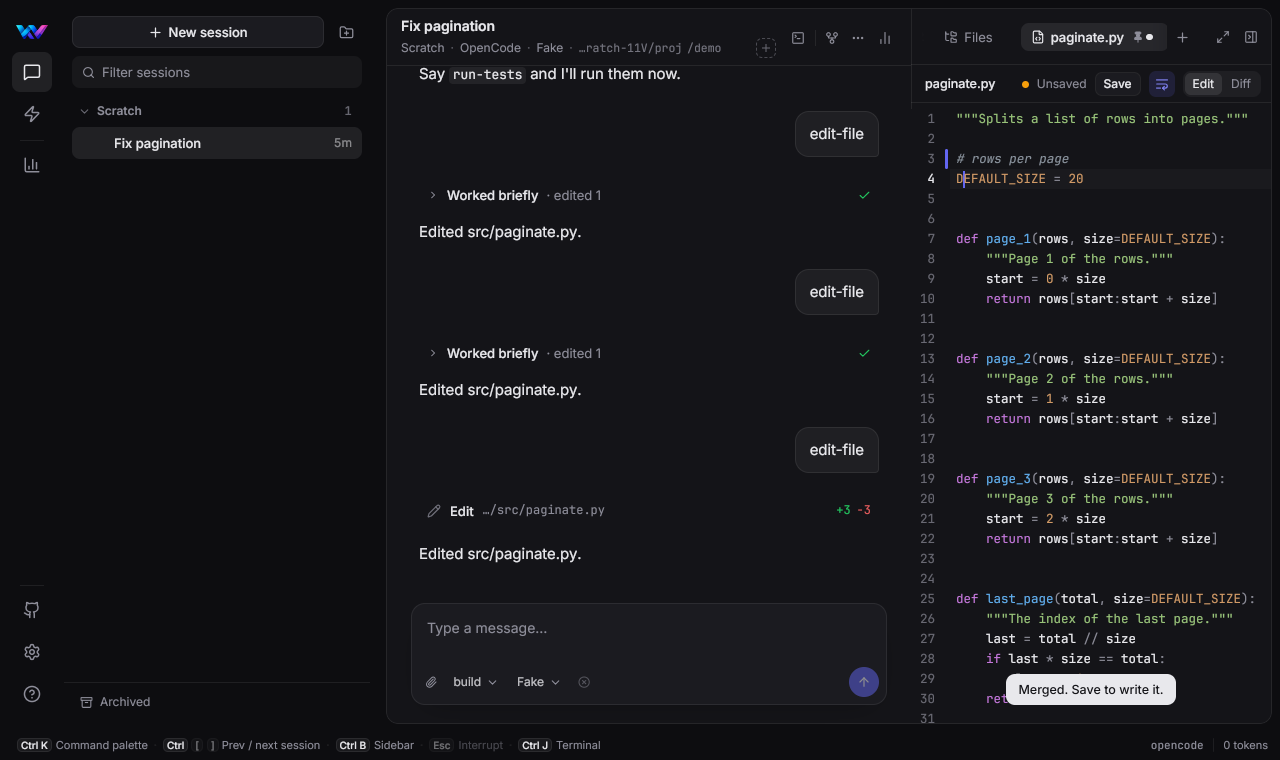 New session
Filter sessions
Scratch 1
Fix pagination 5m
Archived
Fix pagination
Scratch · OpenCode · Fake · …ratch-11V/proj /demo
Say run-tests and I'll run them now.
edit-file
Worked briefly · edited 1
Edited src/paginate.py.
edit-file
Worked briefly · edited 1
Edited src/paginate.py.
edit-file
Edit …/src/paginate.py +3 -3
Edited src/paginate.py.
Type a message...
build Fake
Files paginate.py
paginate.py Unsaved Save Edit Diff
1 """Splits a list of rows into pages."""
2
3 # rows per page
4 DEFAULT_SIZE = 20
5
6
7 def page_1(rows, size=DEFAULT_SIZE):
8     """Page 1 of the rows."""
9     start = 0 * size
10     return rows[start:start + size]
11
12
13 def page_2(rows, size=DEFAULT_SIZE):
14     """Page 2 of the rows."""
15     start = 1 * size
16     return rows[start:start + size]
17
18
19 def page_3(rows, size=DEFAULT_SIZE):
20     """Page 3 of the rows."""
21     start = 2 * size
22     return rows[start:start + size]
23
24
25 def last_page(total, size=DEFAULT_SIZE):
26     """The index of the last page."""
27     last = total // size
28     if last * size == total:
29
30
31
Merged. Save to write it.
Ctrl K Command palette · Ctrl [ ] Prev / next session · Ctrl B Sidebar · Esc Interrupt · Ctrl J Terminal
opencode 0 tokens